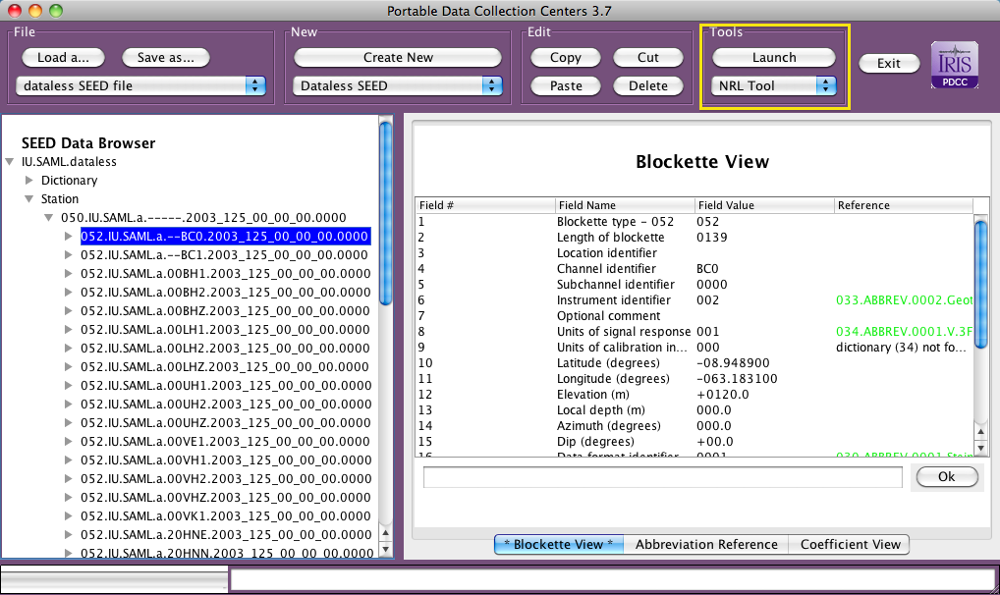 Portable Data Collection Centers 3.7
File
Load a...
Save as...
dataless SEED file
New
Create New
Dataless SEED
Edit
Copy
Cut
Paste
Delete
Tools
Launch
NRL Tool
Exit
IRIS
PDCC
SEED Data Browser
IU.SAML.dataless
Dictionary
Station
050.IU.SAML.a.-----.2003_125_00_00_00.0000
052.IU.SAML.a.--BC0.2003_125_00_00_00.0000
052.IU.SAML.a.--BC1.2003_125_00_00_00.0000
052.IU.SAML.a.00BH1.2003_125_00_00_00.0000
052.IU.SAML.a.00BH2.2003_125_00_00_00.0000
052.IU.SAML.a.00BHZ.2003_125_00_00_00.0000
052.IU.SAML.a.00LH1.2003_125_00_00_00.0000
052.IU.SAML.a.00LH2.2003_125_00_00_00.0000
052.IU.SAML.a.00LHZ.2003_125_00_00_00.0000
052.IU.SAML.a.00UH1.2003_125_00_00_00.0000
052.IU.SAML.a.00UH2.2003_125_00_00_00.0000
052.IU.SAML.a.00UHZ.2003_125_00_00_00.0000
052.IU.SAML.a.00VE1.2003_125_00_00_00.0000
052.IU.SAML.a.00VH1.2003_125_00_00_00.0000
052.IU.SAML.a.00VH2.2003_125_00_00_00.0000
052.IU.SAML.a.00VHZ.2003_125_00_00_00.0000
052.IU.SAML.a.00VK1.2003_125_00_00_00.0000
052.IU.SAML.a.20HNE.2003_125_00_00_00.0000
052.IU.SAML.a.20HNN.2003_125_00_00_00.0000
Blockette View
Field # Field Name Field Value Reference
1 Blockette type - 052 052
2 Length of blockette 0139
3 Location identifier
4 Channel identifier BC0
5 Subchannel identifier 0000
6 Instrument identifier 002 033.ABBREV.0002.Geot
7 Optional comment
8 Units of signal response 001 034.ABBREV.0001.V.3F
9 Units of calibration in... 000 dictionary (34) not fo...
10 Latitude (degrees) -08.948900
11 Longitude (degrees) -063.183100
12 Elevation (m) +0120.0
13 Local depth (m) 000.0
14 Azimuth (degrees) 000.0
15 Dip (degrees) +00.0
16 Data format identifier 0001 030.ABBREV.0001.Steim
Ok
* Blockette View *
Abbreviation Reference
Coefficient View